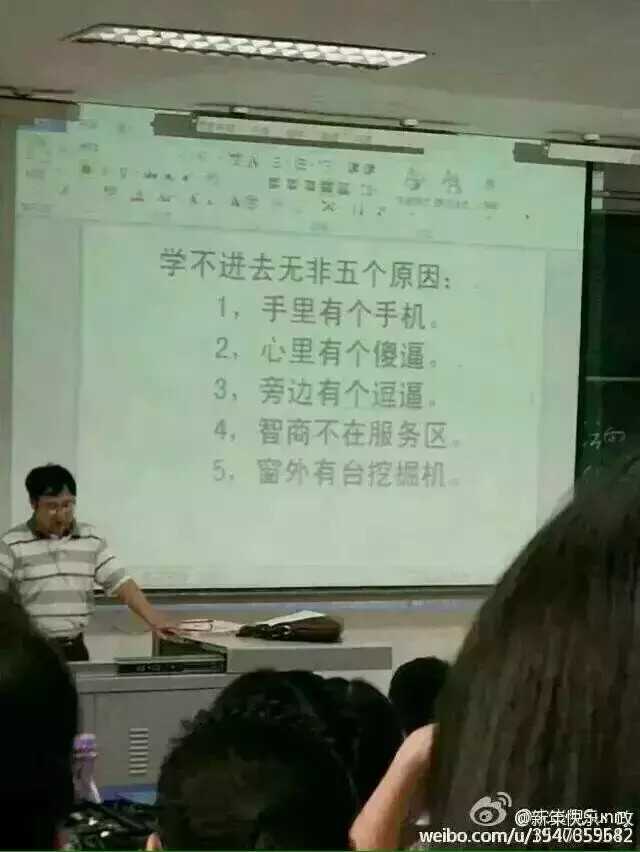 学不进去无非五个原因：
1，手里有个手机。
2，心里有个傻逼。
3，旁边有个逗逼。
4，智商不在服务区。
5，窗外有台挖掘机。
weibo.com/u/3547359582